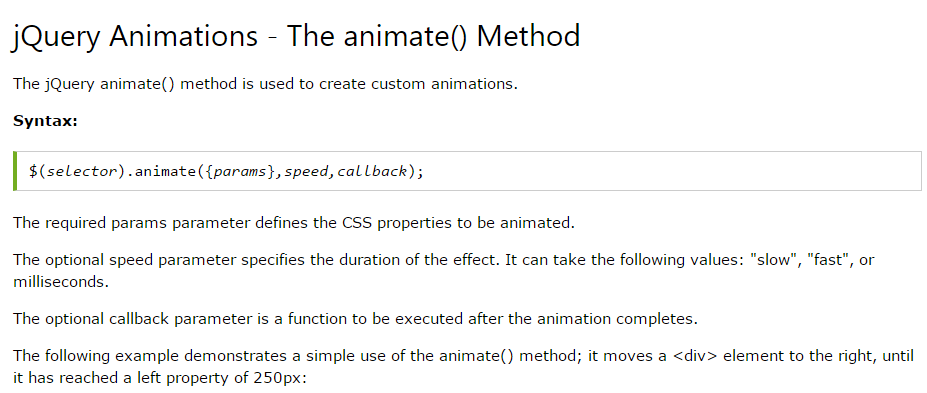 jQuery Animations - The animate() Method
The jQuery animate() method is used to create custom animations.
Syntax:
$(selector).animate({params},speed,callback);
The required params parameter defines the CSS properties to be animated.
The optional speed parameter specifies the duration of the effect. It can take the following values: "slow", "fast", or
milliseconds.
The optional callback parameter is a function to be executed after the animation completes.
The following example demonstrates a simple use of the animate() method; it moves a <div> element to the right, until
it has reached a left property of 250px: